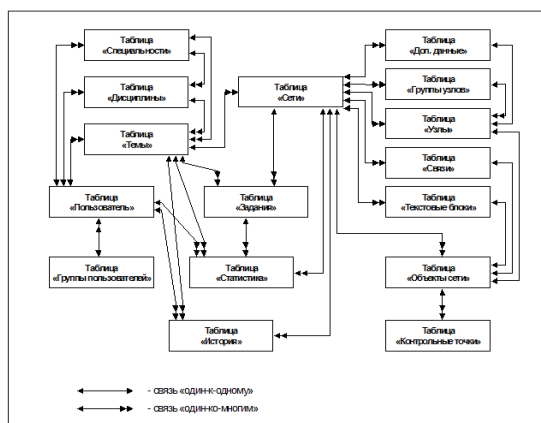 Таблица
«Специальности»
Таблица
«Доп. данные»
Таблица
«Дисциплины»
Таблица
«Сети»
Таблица
«Группы узлов»
Таблица
«Темы»
Таблица
«Узлы»
Таблица
«Связи»
Таблица
«Пользователь»
Таблица
«Задания»
Таблица
«Текстовые блоки»
Таблица
«Группы пользователей»
Таблица
«Статистика»
Таблица
«Объекты сети»
Таблица
«История»
Таблица
«Контрольные точки»
- связь «один-к-одному»
- связь «один-ко-многим»